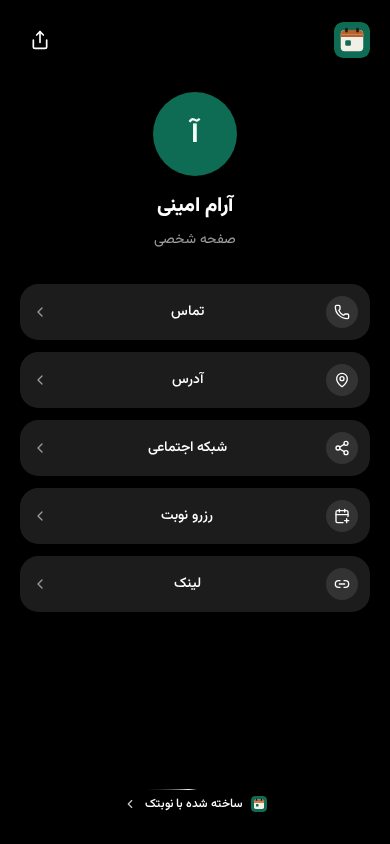 آ
آرام امینی
صفحه شخصی
تماس
آدرس
شبکه اجتماعی
رزرو نوبت
لینک
ساخته شده با نوبتک